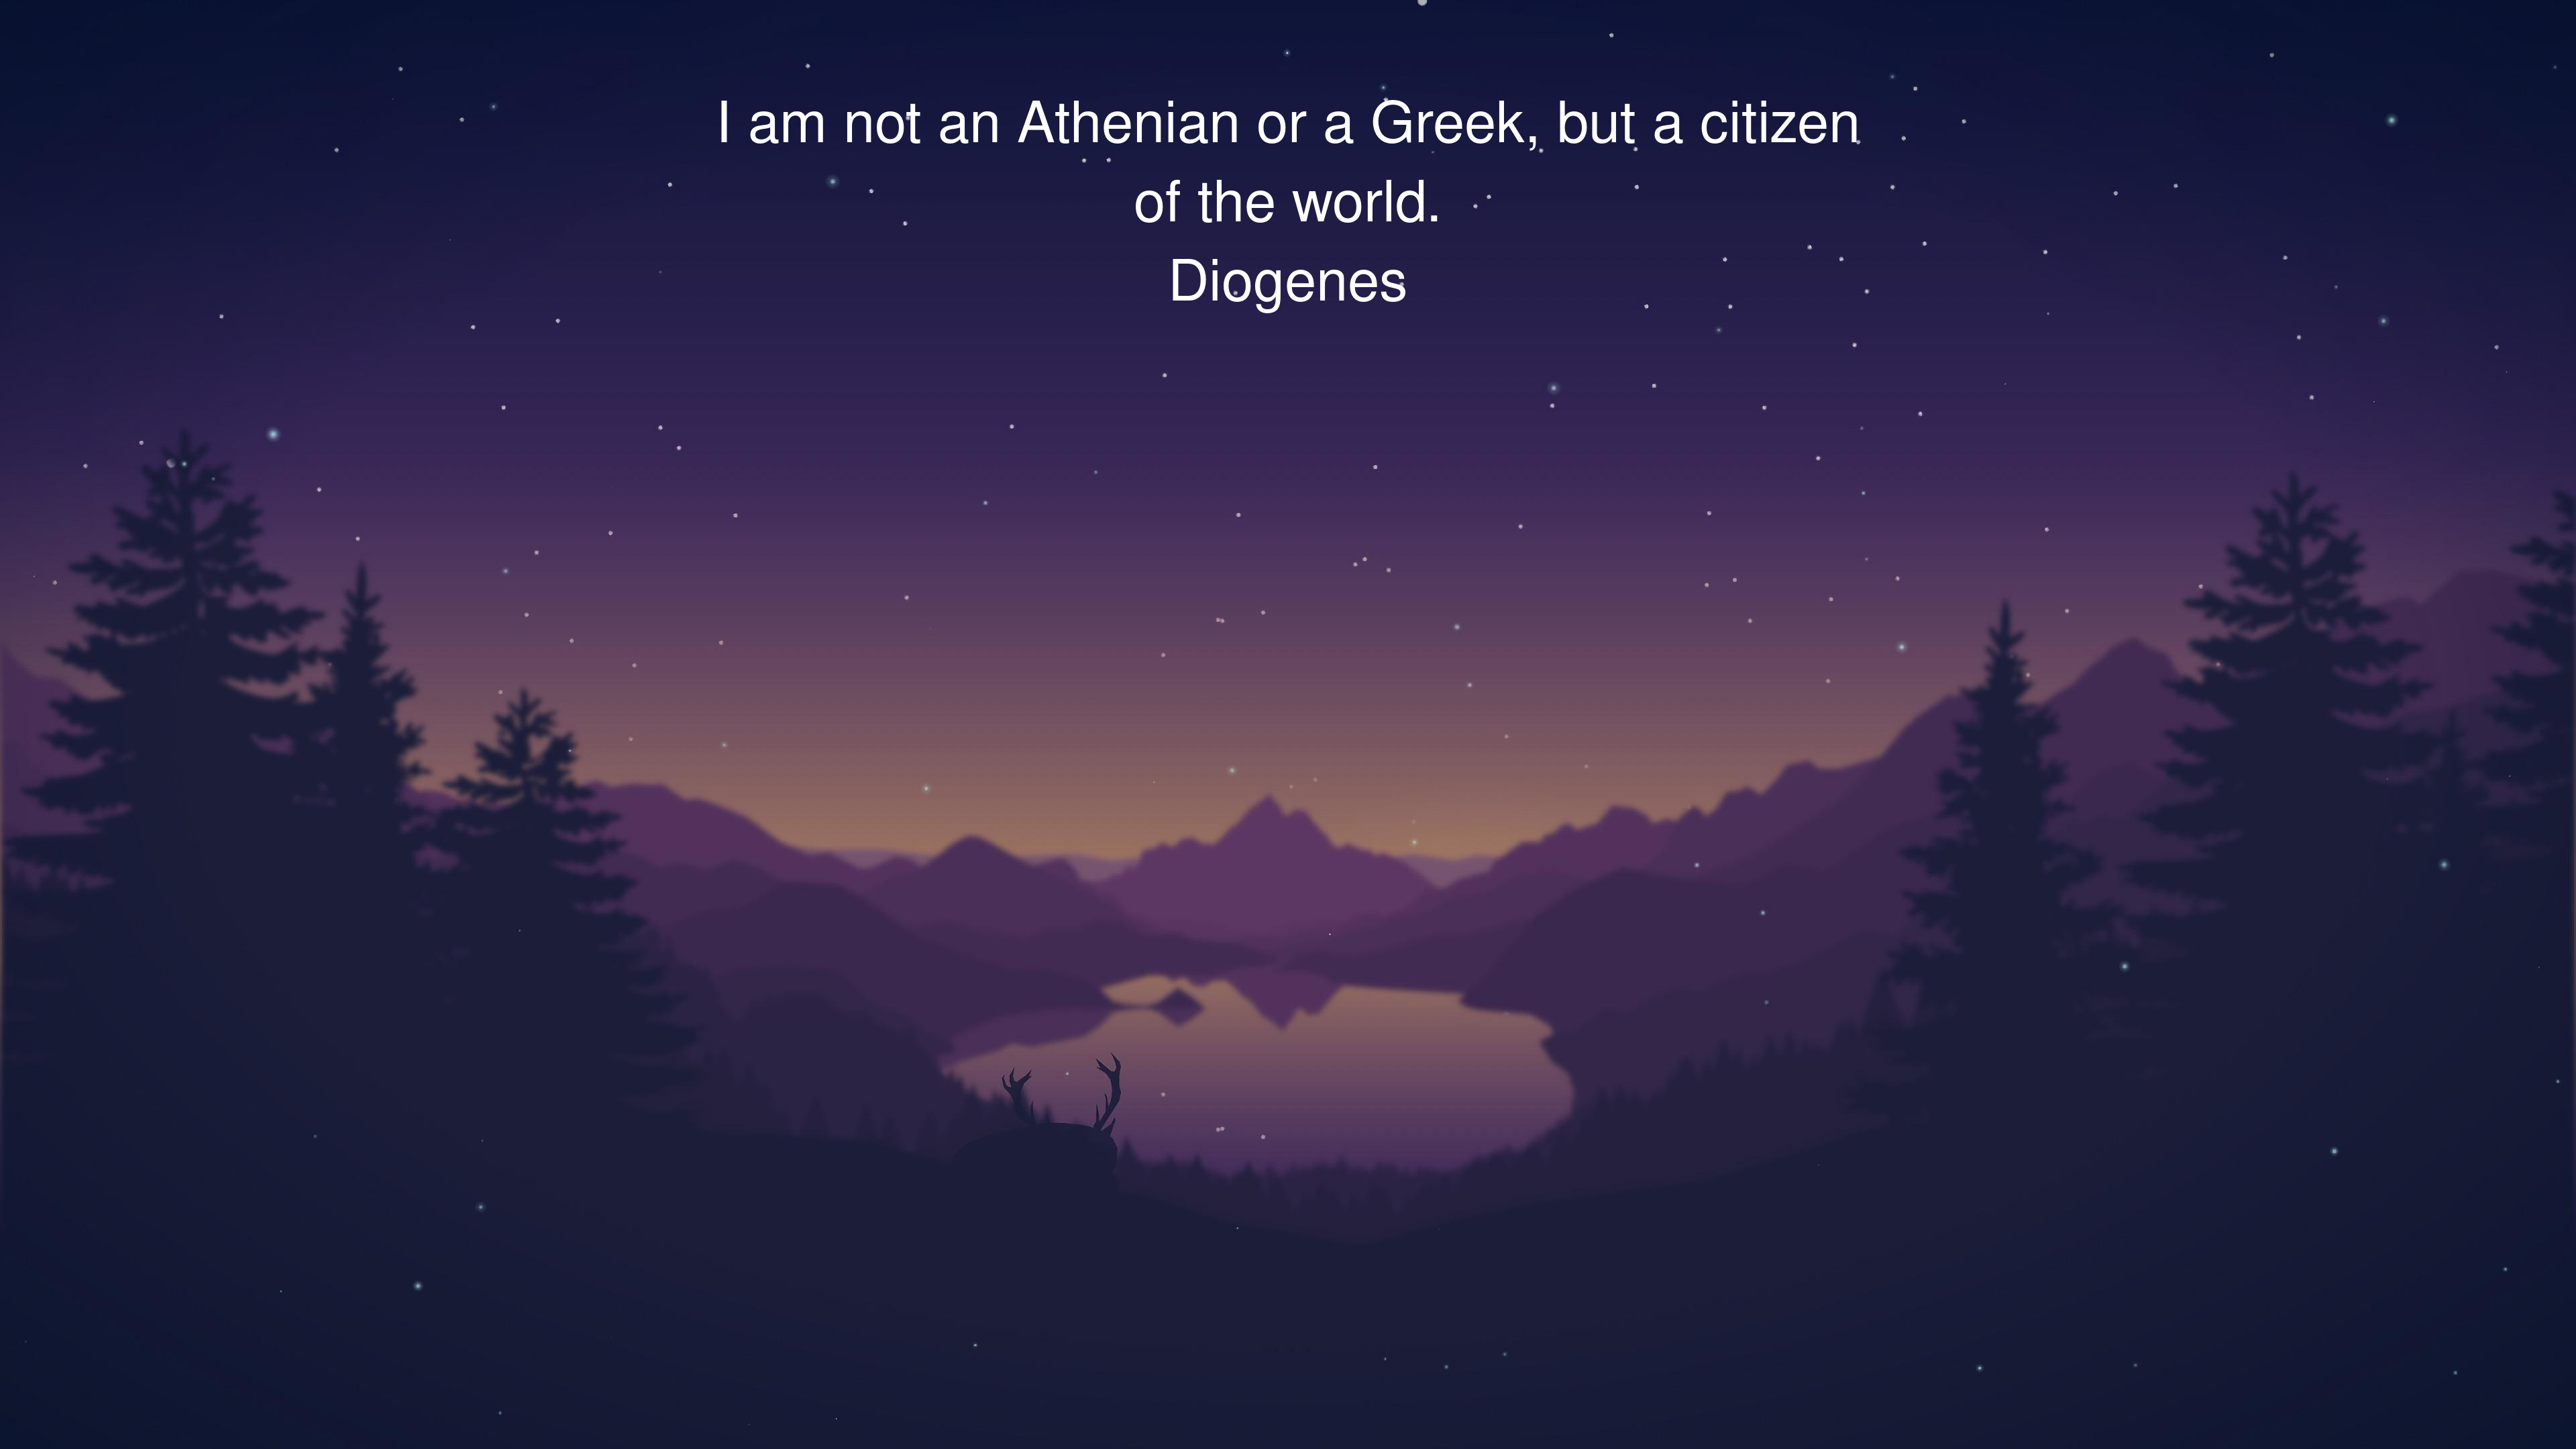 I am not an Athenian or a Greek, but a citizen
of the world.
Diogenes